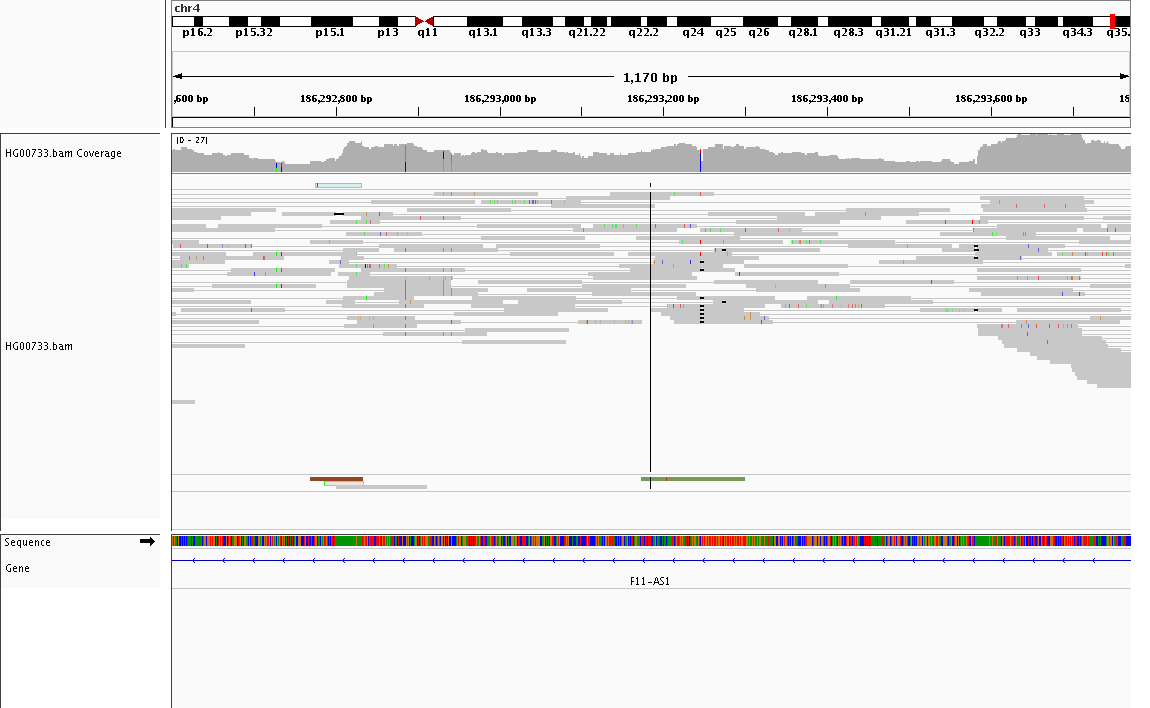 chr4
p16.2 p15.32 p15.1 p13 q11 q13.1 q13.3 q21.22 q22.2 q24 q25 q26 q28.1 q28.3 q31.21 q31.3 q32.2 q33 q34.3 q35.
1,170 bp
,600 bp 186,292,800 bp 186,293,000 bp 186,293,200 bp 186,293,400 bp 186,293,600 bp 18
[0 - 27]
HG00733.bam Coverage
HG00733.bam
Sequence
Gene
F11-AS1